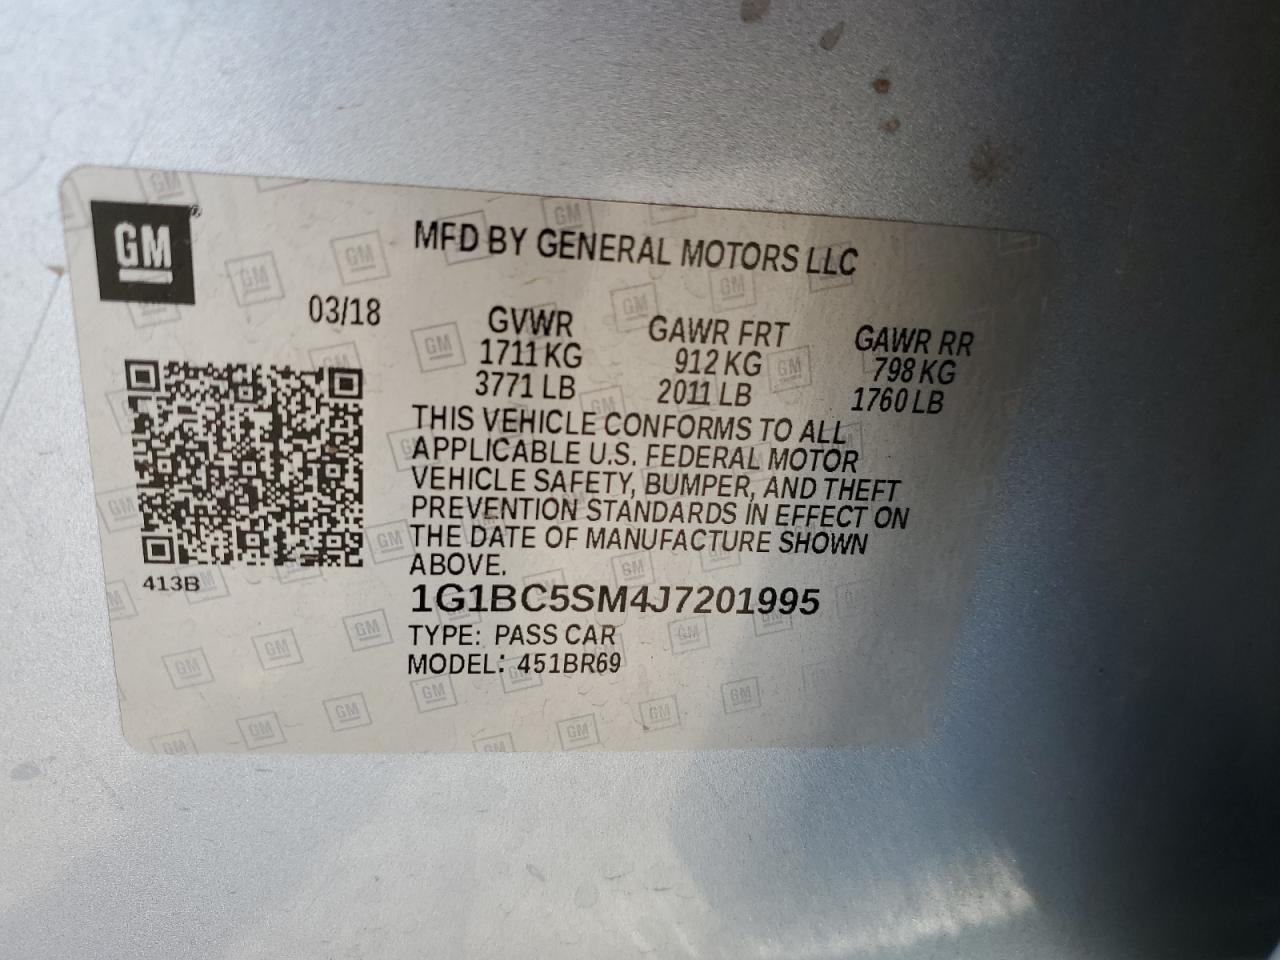 GM
MFD BY GENERAL MOTORS LLC
03/18
GVWR GAWR FRT GAWR RR
1711 KG 912 KG 798 KG
3771 LB 2011 LB 1760 LB
THIS VEHICLE CONFORMS TO ALL
APPLICABLE U.S. FEDERAL MOTOR
VEHICLE SAFETY, BUMPER, AND THEFT
PREVENTION STANDARDS IN EFFECT ON
THE DATE OF MANUFACTURE SHOWN
ABOVE.
413B
1G1BC5SM4J7201995
TYPE: PASS CAR
MODEL: 451BR69